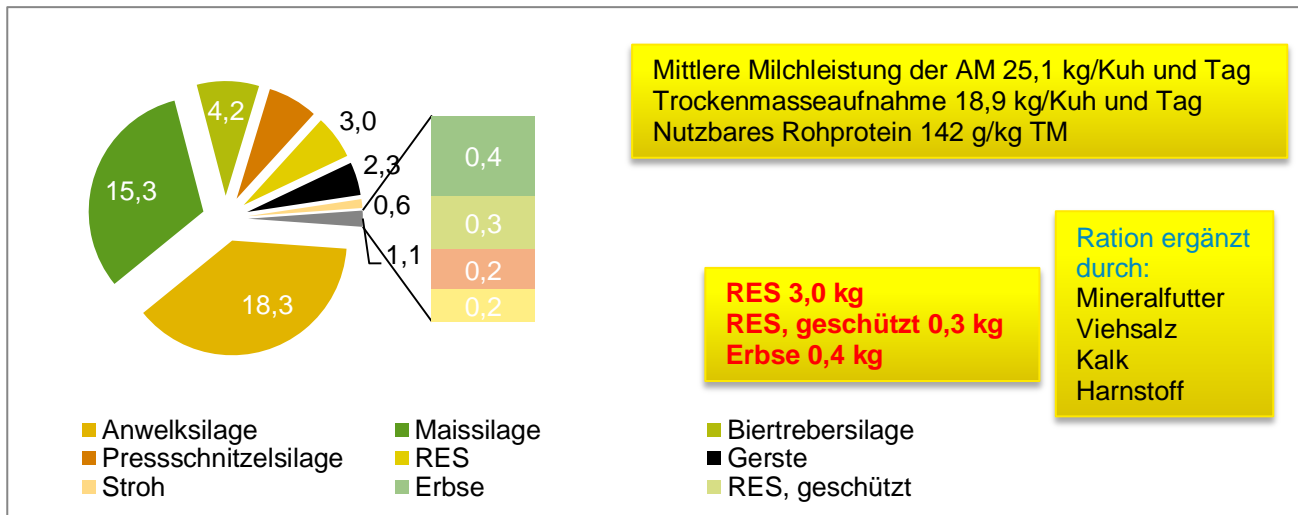 4,2
3,0
2,3
0,6
1,1
15,3
18,3
0,4
0,3
0,2
0,2
Mittlere Milchleistung der AM 25,1 kg/Kuh und Tag
Trockenmasseaufnahme 18,9 kg/Kuh und Tag
Nutzbares Rohprotein 142 g/kg TM
RES 3,0 kg
RES, geschützt 0,3 kg
Erbse 0,4 kg
Ration ergänzt
durch:
Mineralfutter
Viehsalz
Kalk
Harnstoff
Anwelksilage
Maissilage
Biertrebersilage
Pressschnitzelsilage
RES
Gerste
Stroh
Erbse
RES, geschützt